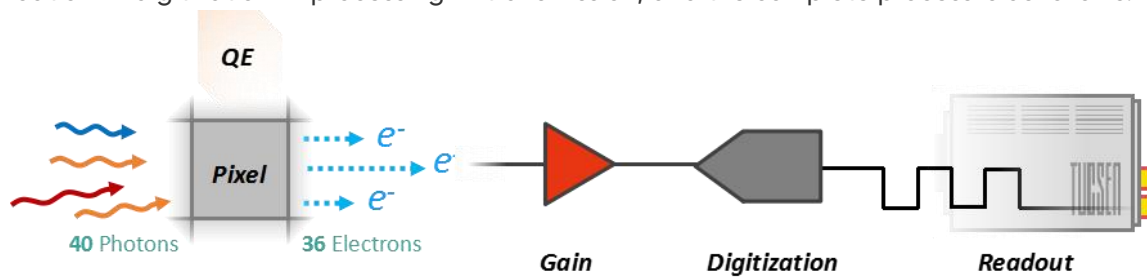 QE
Pixel
e-
e-
e-
40 Photons
36 Electrons
Gain
Digitization
Readout
TUCSEN